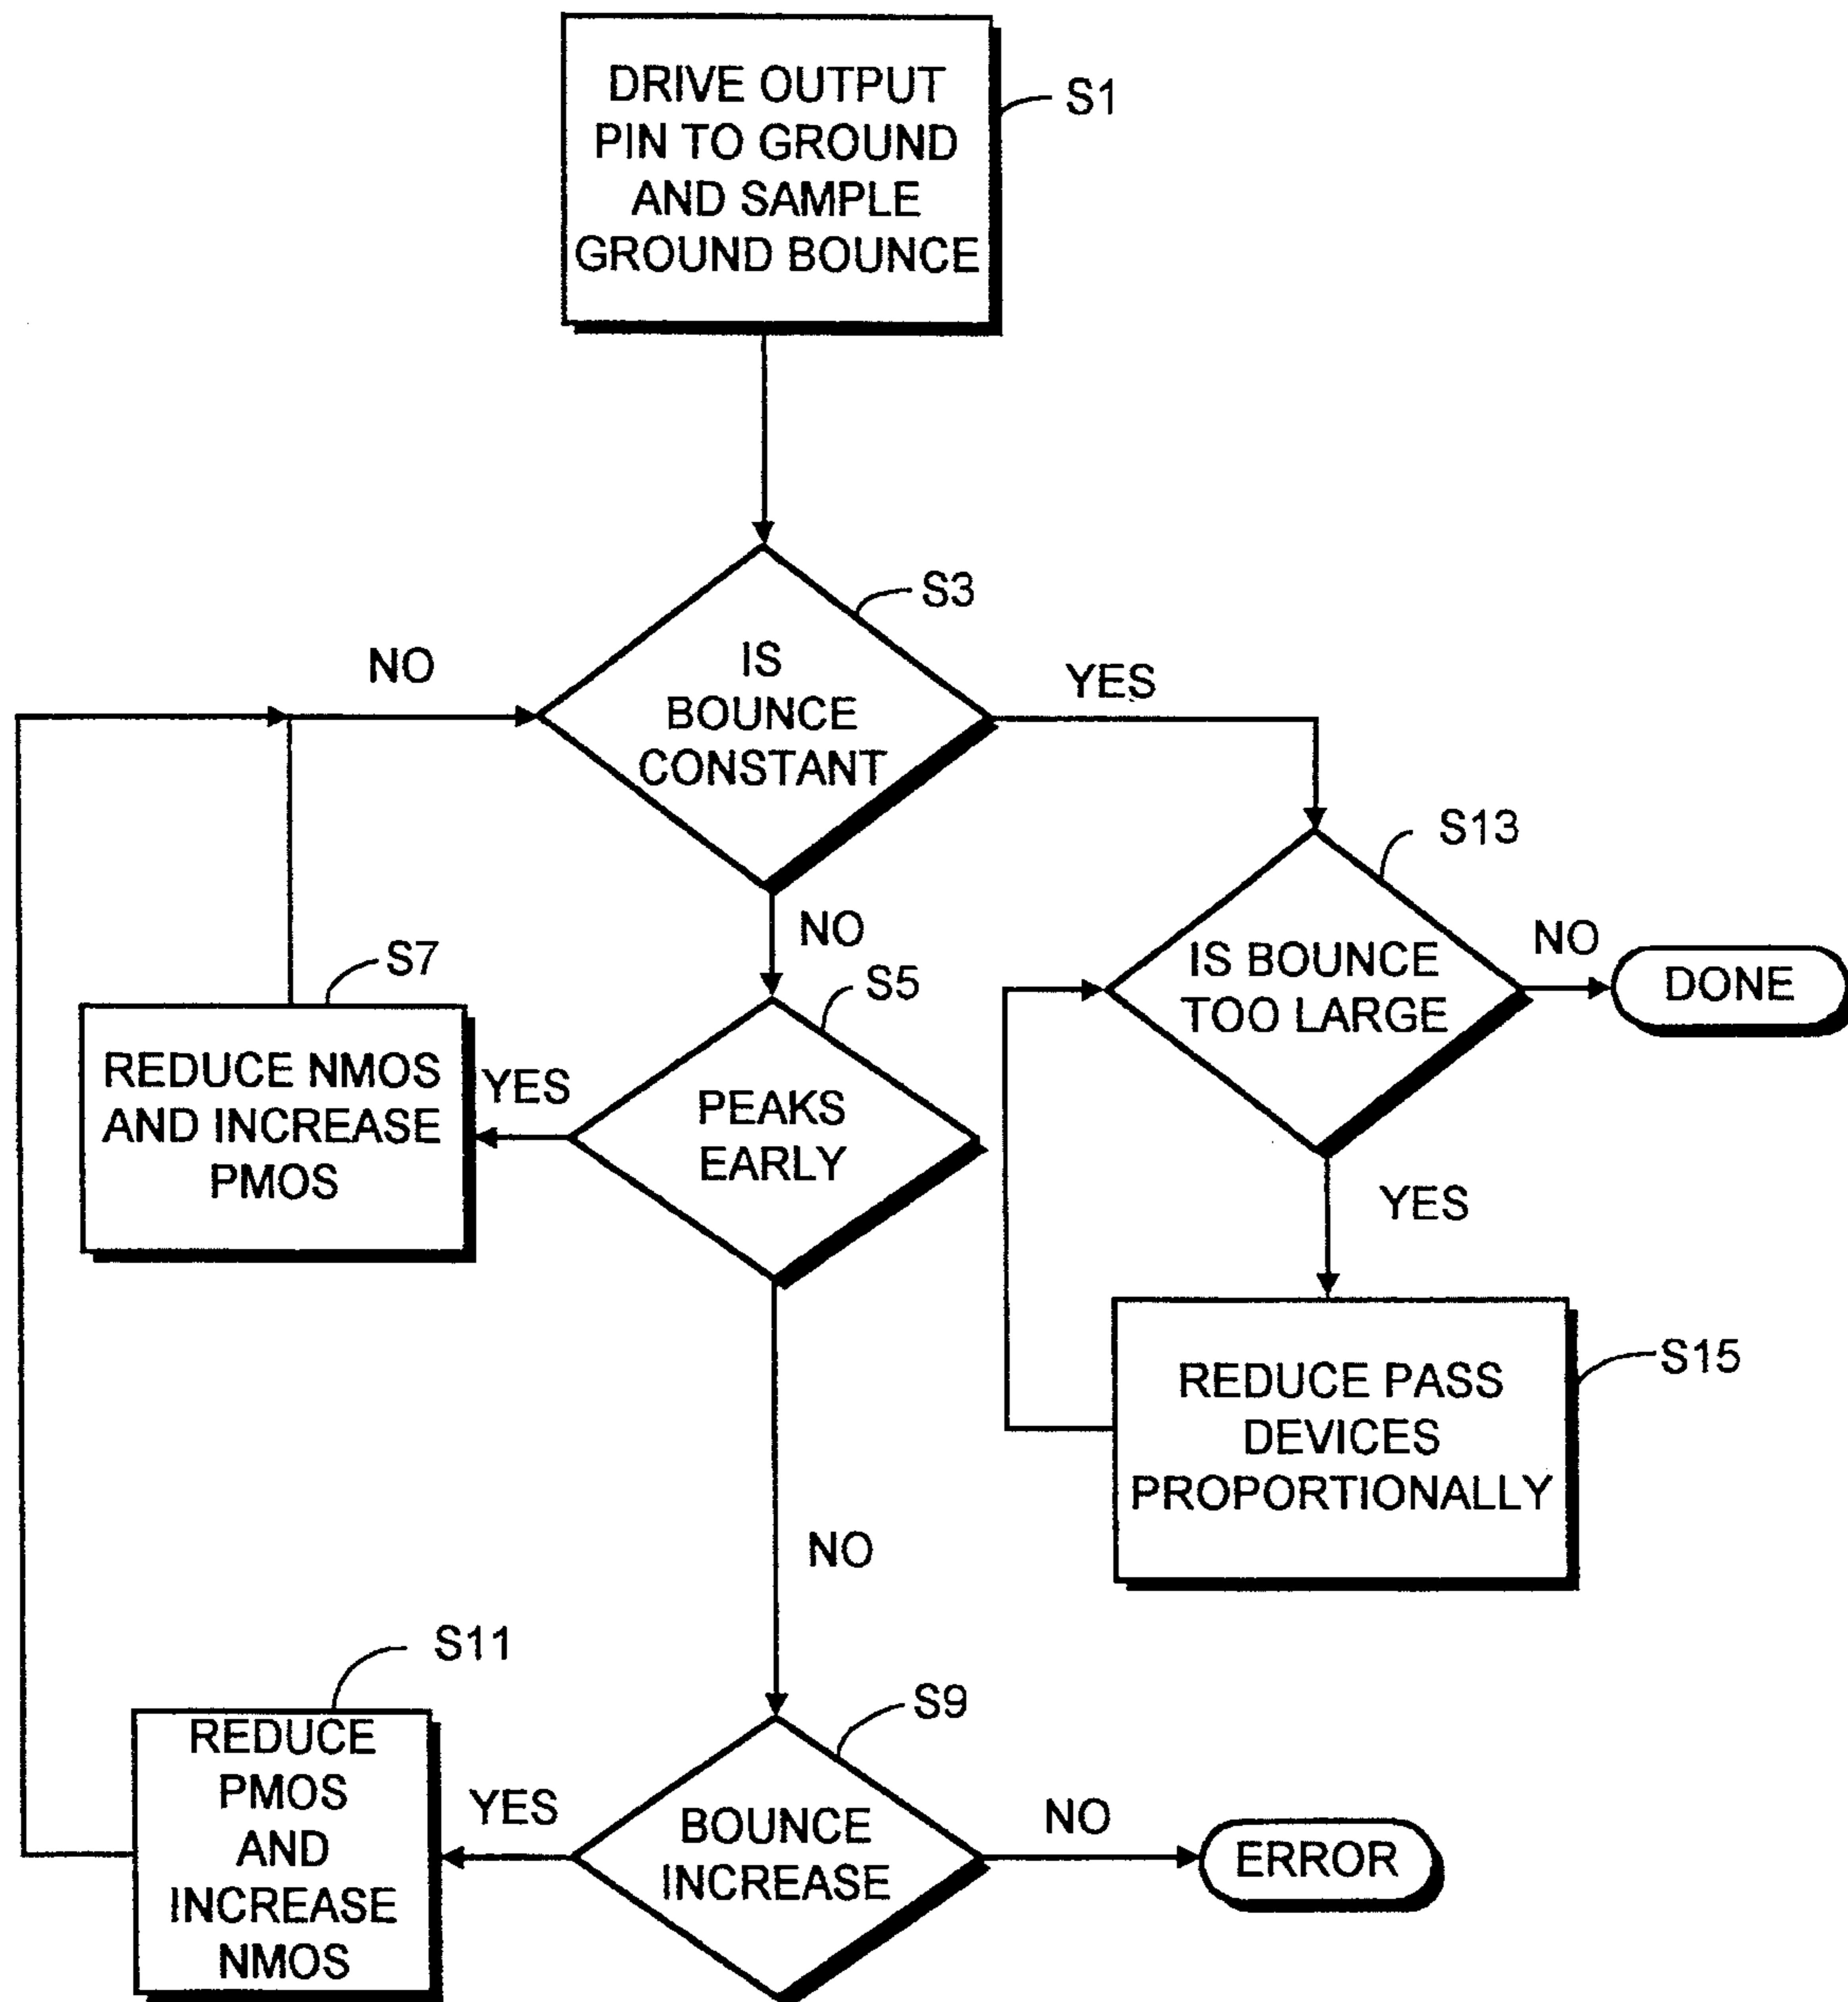 DRIVE OUTPUT
PIN TO GROUND
AND SAMPLE
GROUND BOUNCE
S1
S3
IS
BOUNCE
CONSTANT
NO
YES
NO
S13
IS BOUNCE
TOO LARGE
NO
DONE
YES
S7
REDUCE NMOS
AND INCREASE
PMOS
YES
S5
PEAKS
EARLY
S15
REDUCE PASS
DEVICES
PROPORTIONALLY
NO
S11
REDUCE
PMOS
AND
INCREASE
NMOS
YES
S9
BOUNCE
INCREASE
NO
ERROR